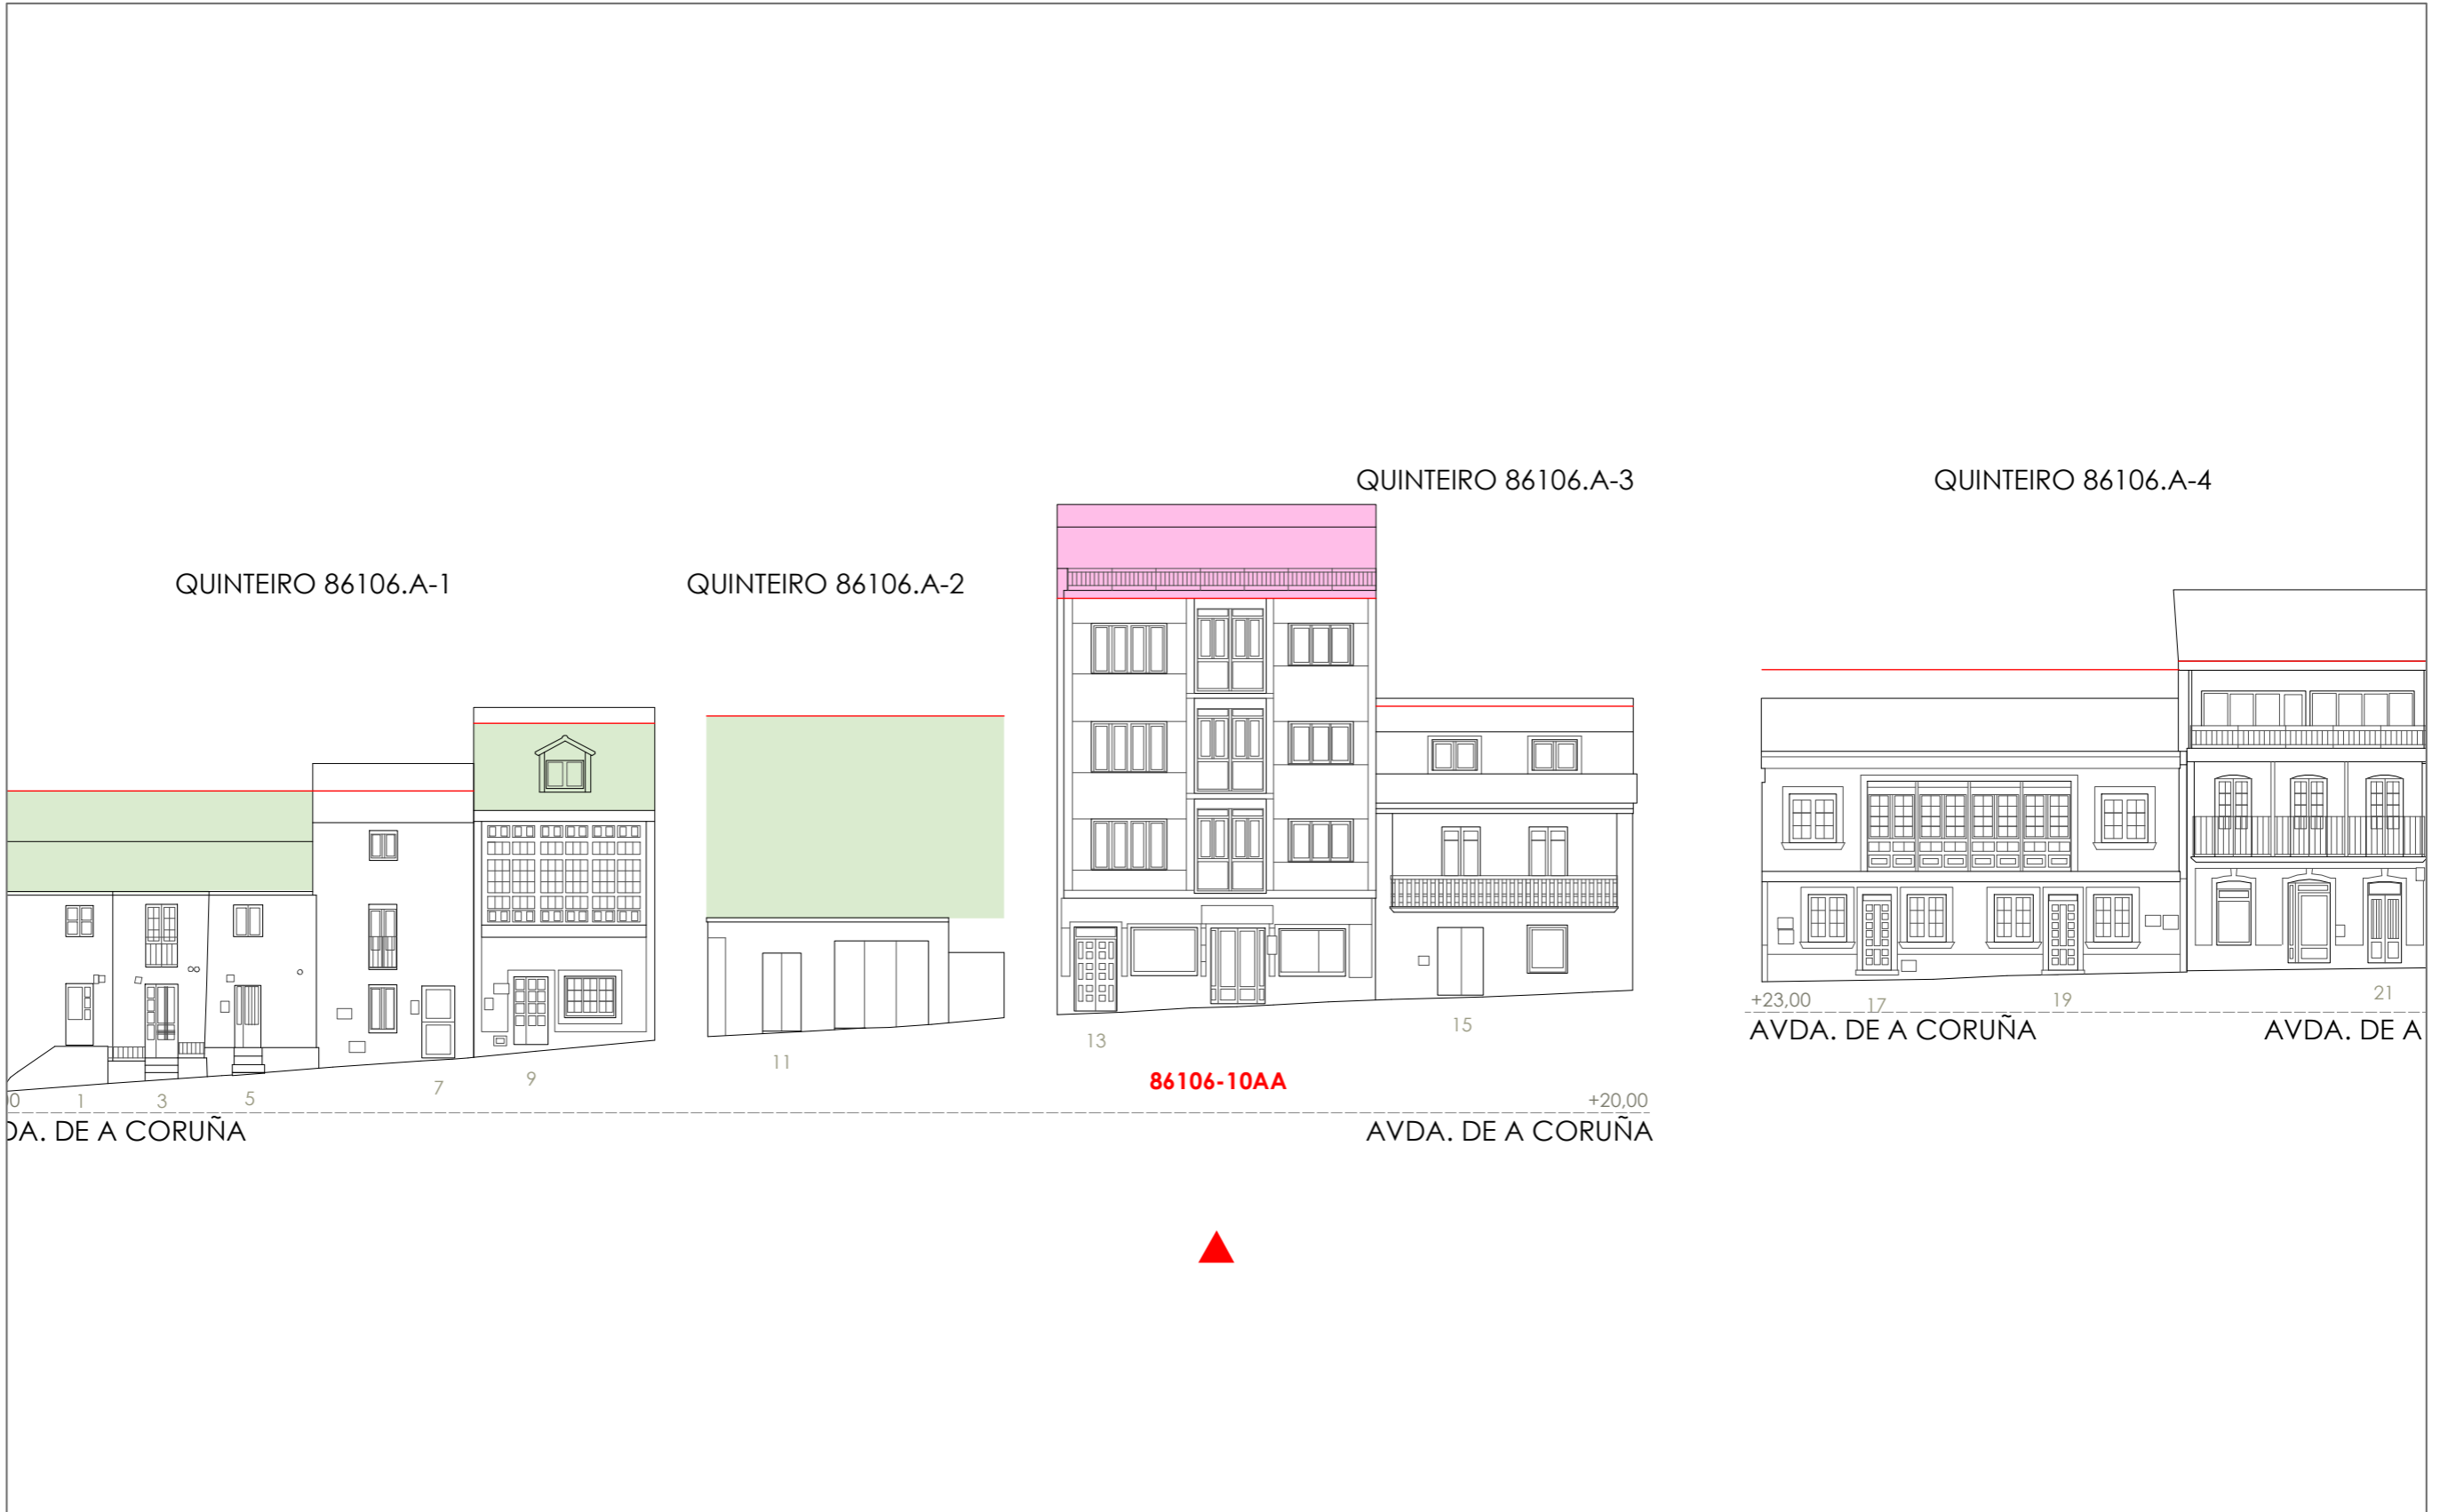 QUINTEIRO 86106.A-3
QUINTEIRO 86106.A-4
QUINTEIRO 86106.A-1
QUINTEIRO 86106.A-2
+23,00
17
19
21
AVDA. DE A CORUÑA
AVDA. DE A
1
3
5
7
9
11
13
15
86106-10AA
+20,00
DA. DE A CORUÑA
AVDA. DE A CORUÑA